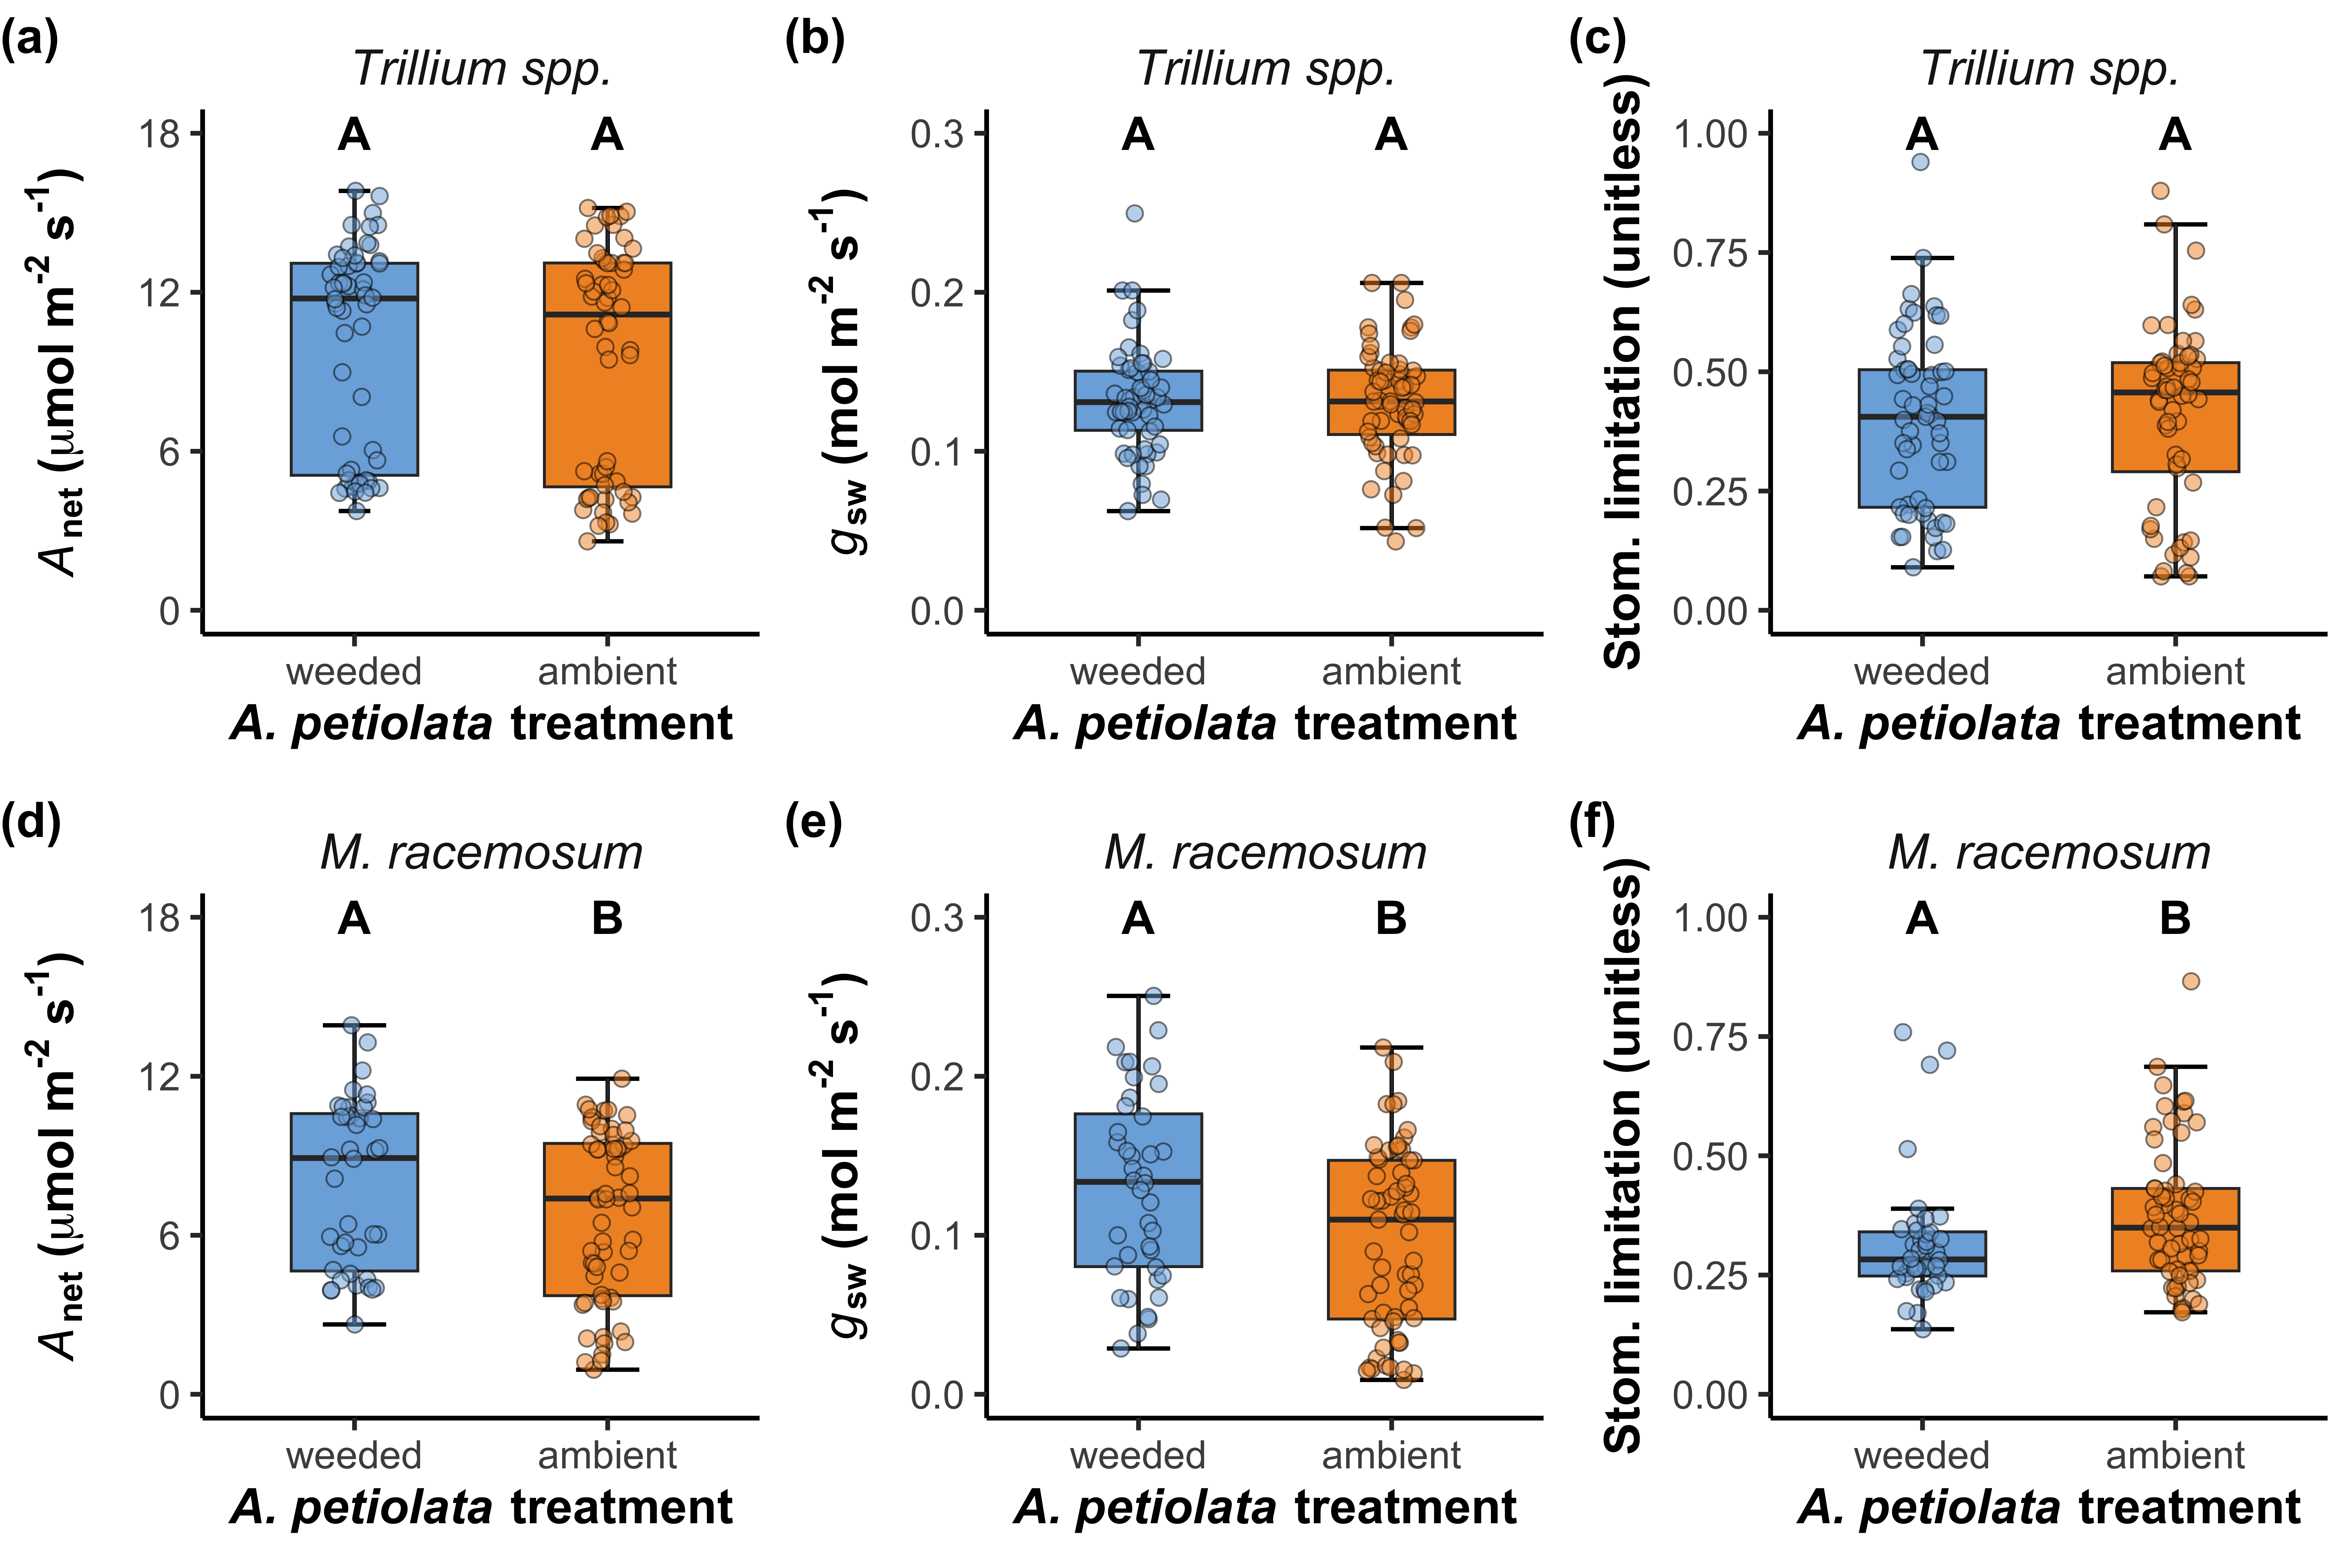 (a)
Trillium spp.
A A
18
12
6
0
Anet (μmol m-2 s-1)
weeded ambient
A. petiolata treatment
(b)
Trillium spp.
A A
0.3
0.2
0.1
0.0
gsw (mol m-2 s-1)
weeded ambient
A. petiolata treatment
(c)
Trillium spp.
A A
1.00
0.75
0.50
0.25
0.00
Stom. limitation (unitless)
weeded ambient
A. petiolata treatment
(d)
M. racemosum
A B
18
12
6
0
Anet (μmol m-2 s-1)
weeded ambient
A. petiolata treatment
(e)
M. racemosum
A B
0.3
0.2
0.1
0.0
gsw (mol m-2 s-1)
weeded ambient
A. petiolata treatment
(f)
M. racemosum
A B
1.00
0.75
0.50
0.25
0.00
Stom. limitation (unitless)
weeded ambient
A. petiolata treatment